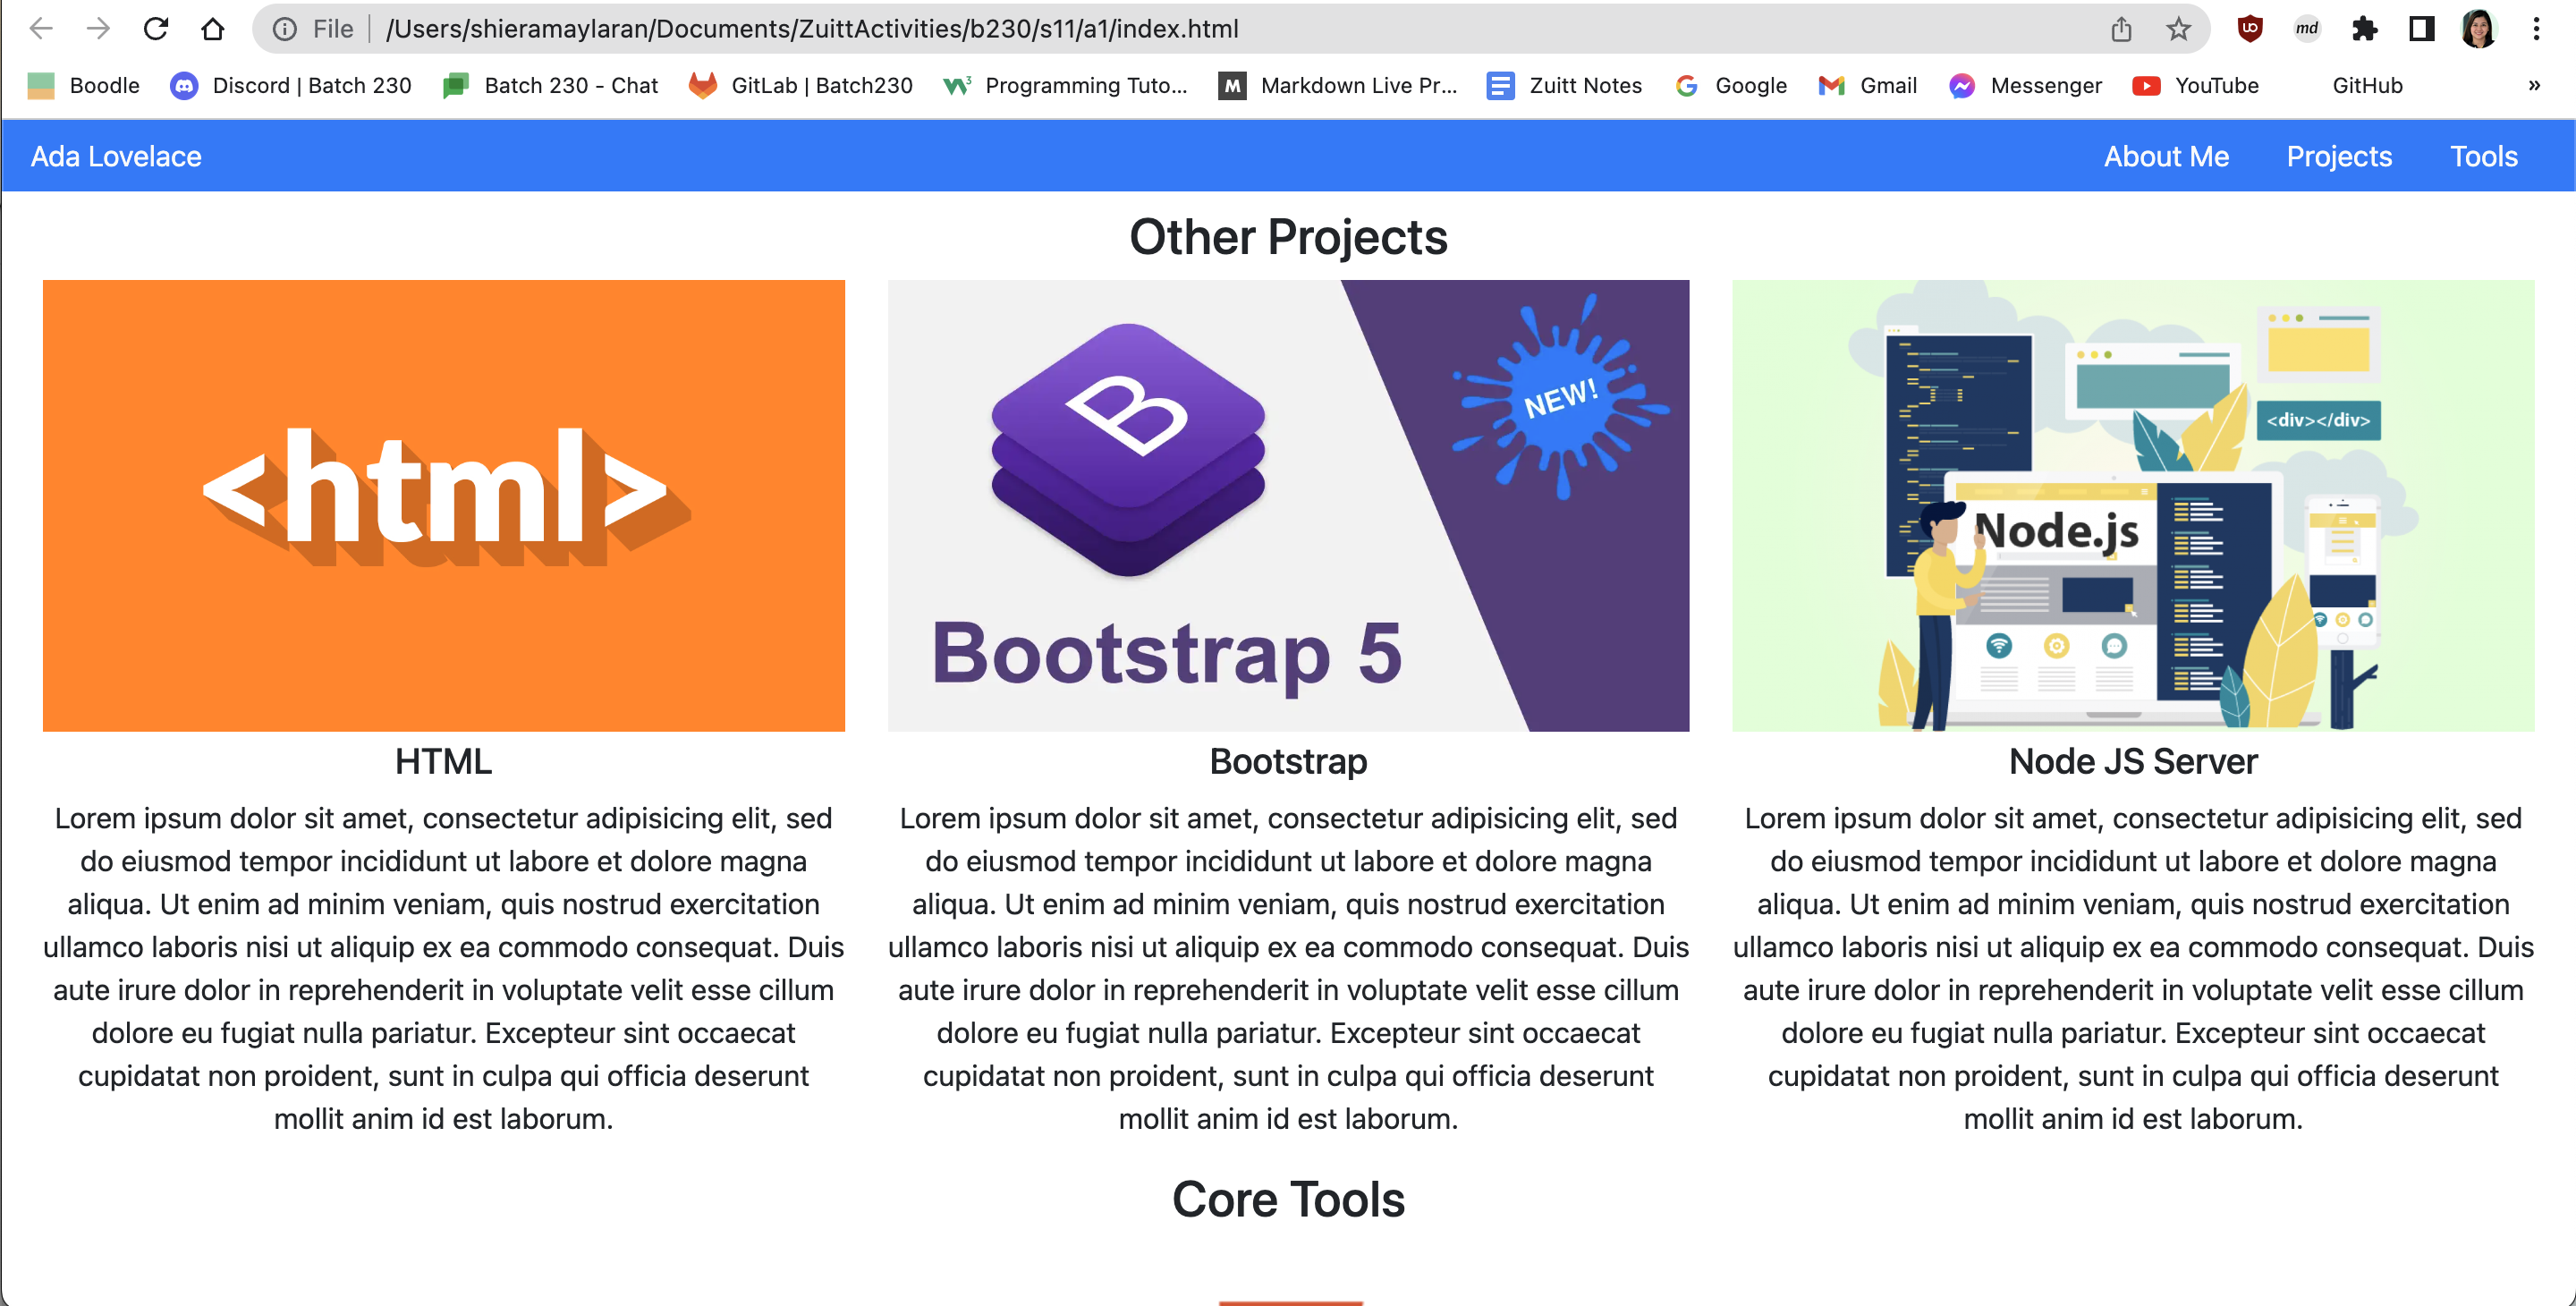 File | /Users/shieramaylaran/Documents/ZuittActivities/b230/s11/a1/index.html
md
Boodle
Discord | Batch 230
Batch 230 - Chat
GitLab | Batch230
W3
Programming Tuto...
M
Markdown Live Pr...
Zuitt Notes
G
Google
Gmail
Messenger
YouTube
GitHub
»
Ada Lovelace
About Me
Projects
Tools
Other Projects
<html>
B
NEW!
Bootstrap 5
<div></div>
Node.js
HTML
Lorem ipsum dolor sit amet, consectetur adipisicing elit, sed
do eiusmod tempor incididunt ut labore et dolore magna
aliqua. Ut enim ad minim veniam, quis nostrud exercitation
ullamco laboris nisi ut aliquip ex ea commodo consequat. Duis
aute irure dolor in reprehenderit in voluptate velit esse cillum
dolore eu fugiat nulla pariatur. Excepteur sint occaecat
cupidatat non proident, sunt in culpa qui officia deserunt
mollit anim id est laborum.
Bootstrap
Lorem ipsum dolor sit amet, consectetur adipisicing elit, sed
do eiusmod tempor incididunt ut labore et dolore magna
aliqua. Ut enim ad minim veniam, quis nostrud exercitation
ullamco laboris nisi ut aliquip ex ea commodo consequat. Duis
aute irure dolor in reprehenderit in voluptate velit esse cillum
dolore eu fugiat nulla pariatur. Excepteur sint occaecat
cupidatat non proident, sunt in culpa qui officia deserunt
mollit anim id est laborum.
Node JS Server
Lorem ipsum dolor sit amet, consectetur adipisicing elit, sed
do eiusmod tempor incididunt ut labore et dolore magna
aliqua. Ut enim ad minim veniam, quis nostrud exercitation
ullamco laboris nisi ut aliquip ex ea commodo consequat. Duis
aute irure dolor in reprehenderit in voluptate velit esse cillum
dolore eu fugiat nulla pariatur. Excepteur sint occaecat
cupidatat non proident, sunt in culpa qui officia deserunt
mollit anim id est laborum.
Core Tools